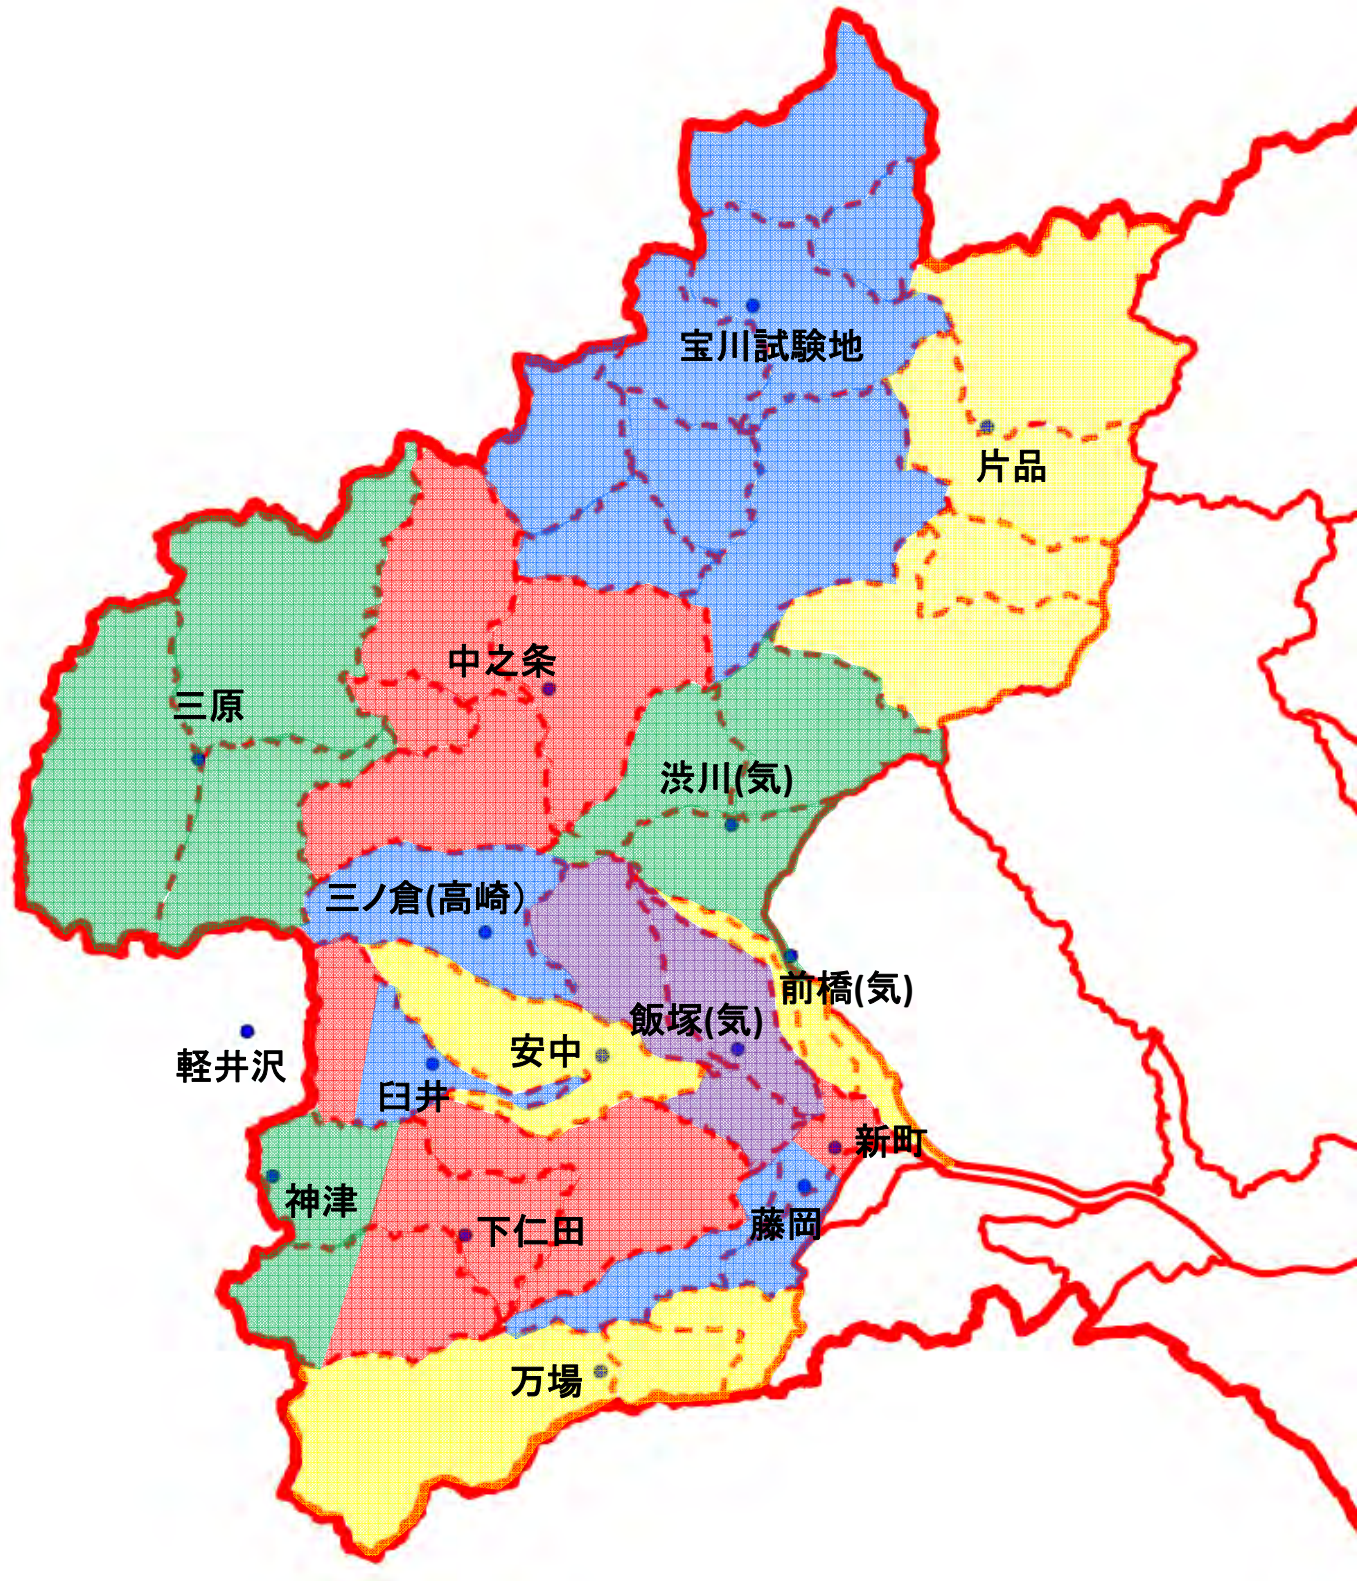 宝川試験地
片品
中之条
三原
渋川(気)
三ノ倉(高崎)
前橋(気)
飯塚(気)
安中
軽井沢
臼井
新町
神津
藤岡
下仁田
万場